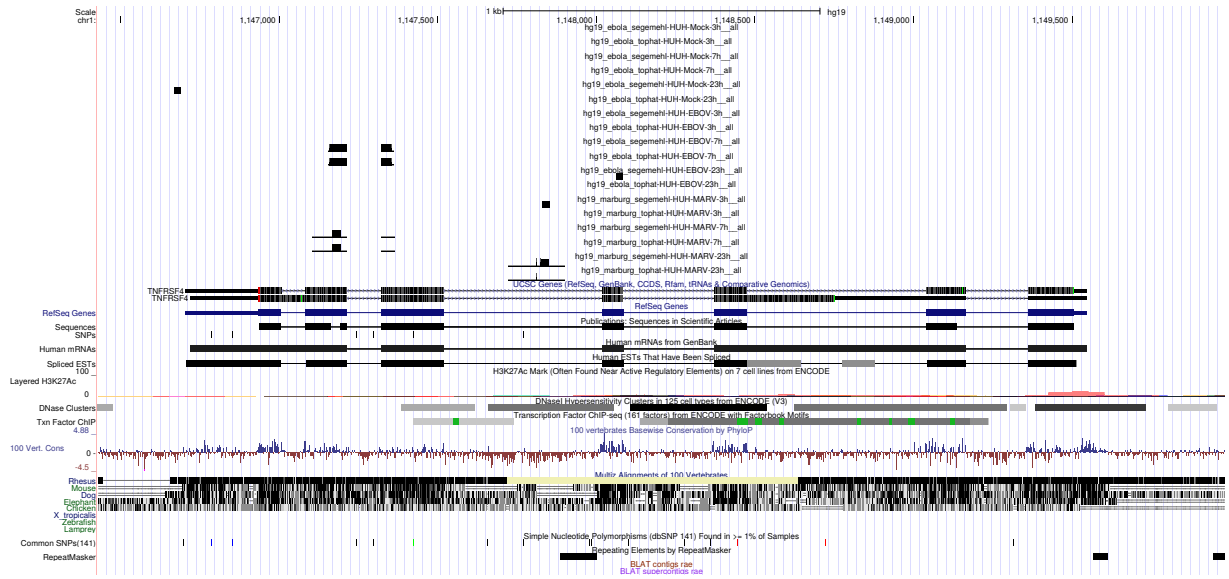 Scale 1 kb hg19
chr1: 1,147,000 1,147,500 1,148,000 1,148,500 1,149,000 1,149,500
hg19_ebola_segemehl-HUH-Mock-3h__all
hg19_ebola_tophat-HUH-Mock-3h__all
hg19_ebola_segemehl-HUH-Mock-7h__all
hg19_ebola_tophat-HUH-Mock-7h__all
hg19_ebola_segemehl-HUH-Mock-23h__all
hg19_ebola_tophat-HUH-Mock-23h__all
hg19_ebola_segemehl-HUH-EBOV-3h__all
hg19_ebola_tophat-HUH-EBOV-3h__all
hg19_ebola_segemehl-HUH-EBOV-7h__all
hg19_ebola_tophat-HUH-EBOV-7h__all
hg19_ebola_segemehl-HUH-EBOV-23h__all
hg19_ebola_tophat-HUH-EBOV-23h__all
hg19_marburg_segemehl-HUH-MARV-3h__all
hg19_marburg_tophat-HUH-MARV-3h__all
hg19_marburg_segemehl-HUH-MARV-7h__all
hg19_marburg_tophat-HUH-MARV-7h__all
hg19_marburg_segemehl-HUH-MARV-23h__all
hg19_marburg_tophat-HUH-MARV-23h__all
UCSC Genes (RefSeq, GenBank, CCDS, Rfam, tRNAs & Comparative Genomics)
TNFRSF4
TNFRSF4
RefSeq Genes
RefSeq Genes
Publications: Sequences in Scientific Articles
Sequences
SNPs
Human mRNAs from GenBank
Human mRNAs
Human ESTs That Have Been Spliced
Spliced ESTs
H3K27Ac Mark (Often Found Near Active Regulatory Elements) on 7 cell lines from ENCODE
100
Layered H3K27Ac
0
DNaseI Hypersensitivity Clusters in 125 cell types from ENCODE (V3)
DNase Clusters
Transcription Factor ChIP-seq (161 factors) from ENCODE with Factorbook Motifs
Txn Factor ChIP
100 vertebrates Basewise Conservation by PhyloP
4.88
100 Vert. Cons
0
-4.5
Multiz Alignments of 100 Vertebrates
Rhesus
Mouse
Dog
Elephant
Chicken
X_tropicalis
Zebrafish
Lamprey
Simple Nucleotide Polymorphisms (dbSNP 141) Found in >= 1% of Samples
Common SNPs(141)
Repeating Elements by RepeatMasker
RepeatMasker
BLAT contigs rae
BLAT supercontigs rae